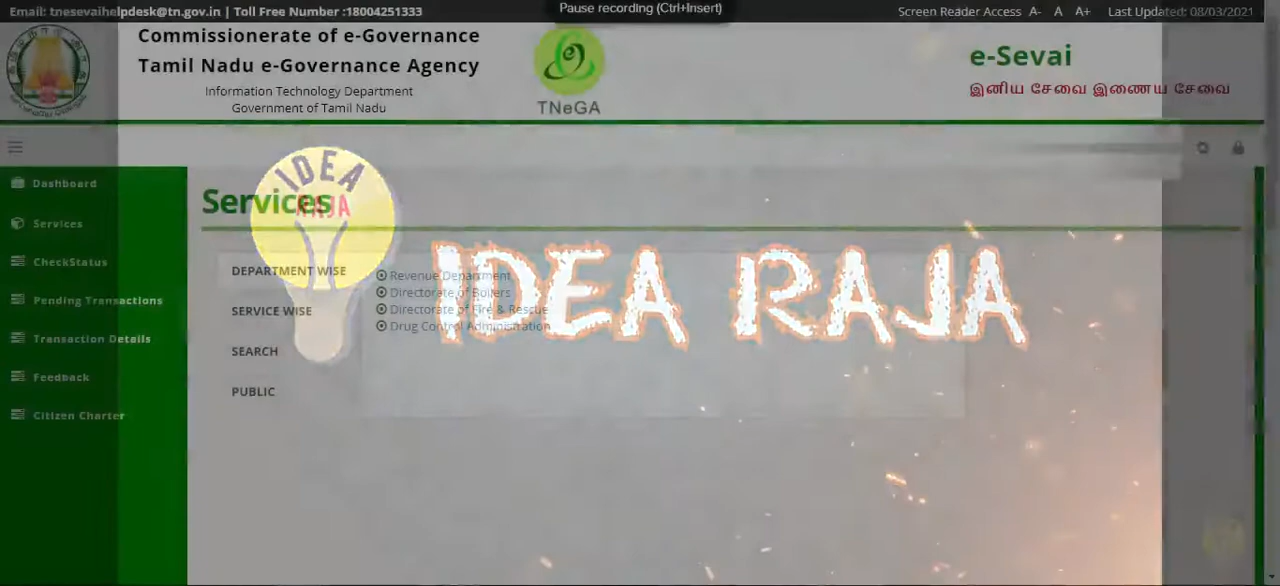 Email: tnesevaihelpdesk@tn.gov.in | Toll Free Number :18004251333
Pause recording (Ctrl+Insert)
Screen Reader Access A- A A+ Last Updated: 08/03/2021
Commissionerate of e-Governance
Tamil Nadu e-Governance Agency
Information Technology Department
Government of Tamil Nadu
TNeGA
e-Sevai
இனிய சேவை இணைய சேவை
Dashboard
Services
CheckStatus
Pending Transactions
Transaction Details
Feedback
Citizen Charter
Services
IDEA
RAJA
IDEA RAJA
DEPARTMENT WISE
SERVICE WISE
SEARCH
PUBLIC
Revenue Department
Directorate of Boilers
Directorate of Fire & Rescue
Drug Control Administration